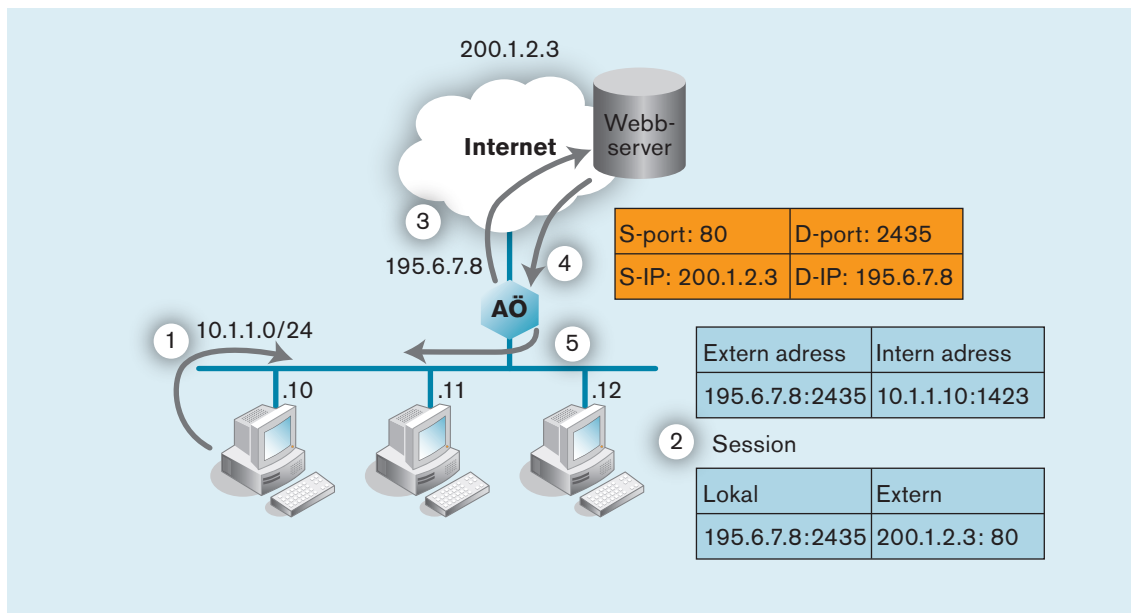 200.1.2.3
Webb-
server
Internet
3
195.6.7.8
4
S-port: 80 D-port: 2435
S-IP: 200.1.2.3 D-IP: 195.6.7.8
AÖ
1
10.1.1.0/24
5
Extern adress Intern adress
195.6.7.8:2435 10.1.1.10:1423
.10
.11
.12
2 Session
Lokal Extern
195.6.7.8:2435 200.1.2.3: 80